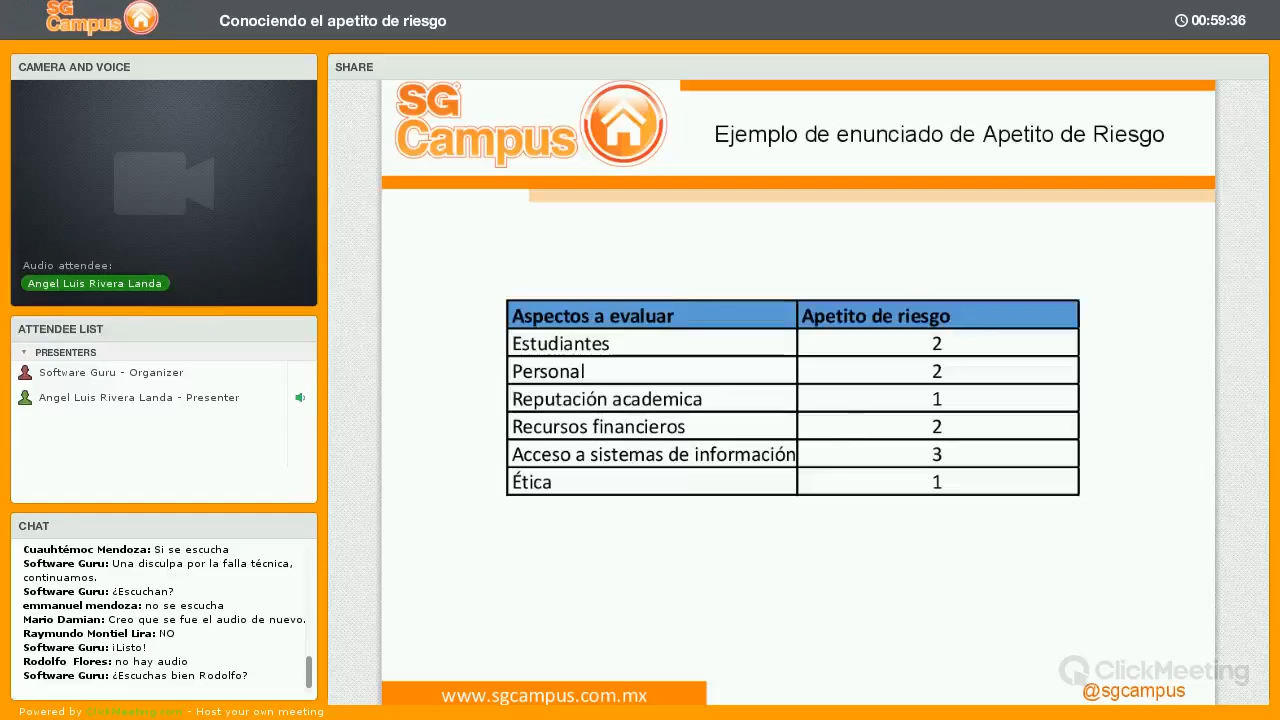 SG Campus
Conociendo el apetito de riesgo
00:59:36
CAMERA AND VOICE
Audio attendee:
Angel Luis Rivera Landa
ATTENDEE LIST
PRESENTERS
Software Guru - Organizer
Angel Luis Rivera Landa - Presenter
CHAT
Cuauhtémoc Mendoza: Si se escucha
Software Guru: Una disculpa por la falla técnica,
continuamos.
Software Guru: ¿Escuchan?
emmanuel mendoza: no se escucha
Mario Damian: Creo que se fue el audio de nuevo.
Raymundo Montiel Lira: NO
Software Guru: ¡Listo!
Rodolfo Flores: no hay audio
Software Guru: ¿Escuchas bien Rodolfo?
Powered by ClickMeeting.com - Host your own meeting
SHARE
SG
Campus
Ejemplo de enunciado de Apetito de Riesgo
Aspectos a evaluar Apetito de riesgo
Estudiantes 2
Personal 2
Reputación academica 1
Recursos financieros 2
Acceso a sistemas de información 3
Ética 1
ClickMeeting
www.sgcampus.com.mx
@sgcampus